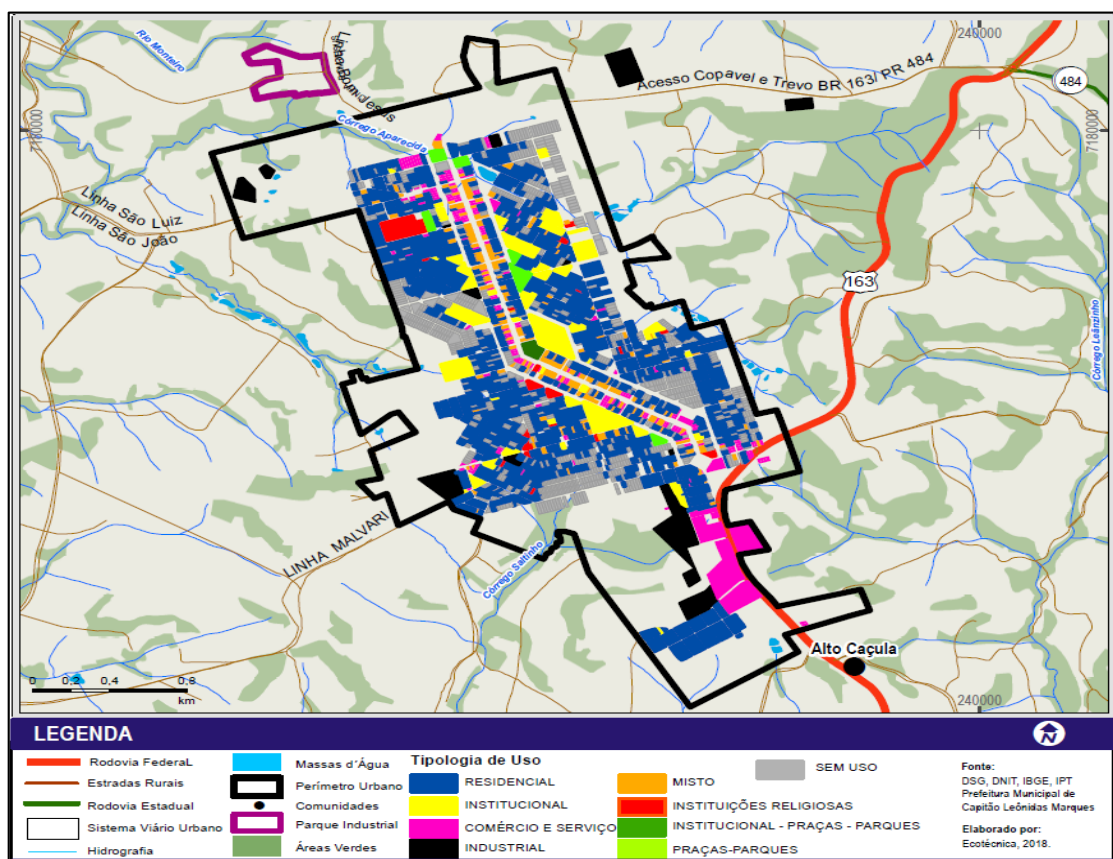 240000
Rio Monteiro
Acesso Copável e Trevo BR 163/ PR 484
484
7180000
7180000
Córrego Aparecida
Linha São Luiz
Linha São João
163
Córrego Leãnzinho
LINHA MALVARI
Córrego Saltinho
Alto Caçula
0 0,2 0,4 0,8
km
240000
LEGENDA
N
Rodovia FederaL
Estradas Rurais
Rodovia Estadual
Sistema Viário Urbano
Hidrografia
Massas d'Água
Perímetro Urbano
Comunidades
Parque Industrial
Áreas Verdes
Tipologia de Uso
RESIDENCIAL
INSTITUCIONAL
COMÉRCIO E SERVIÇO
INDUSTRIAL
MISTO
INSTITUIÇÕES RELIGIOSAS
INSTITUCIONAL - PRAÇAS - PARQUES
PRAÇAS-PARQUES
SEM USO
Fonte:
DSG, DNIT, IBGE, IPT
Prefeitura Municipal de
Capitão Leônidas Marques
Elaborado por:
Ecotécnica, 2018.